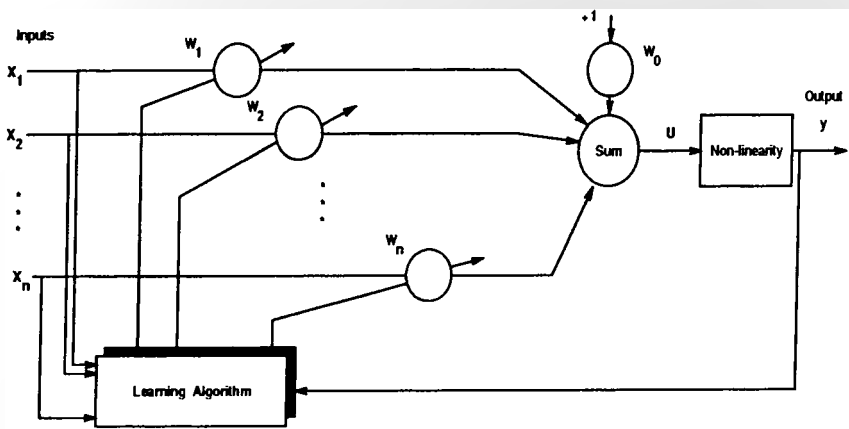 Inputs
+1
W1
W0
X1
W2
Output
y
X2
Sum
U
Non-linearity
Wn
Xn
Learning Algorithm